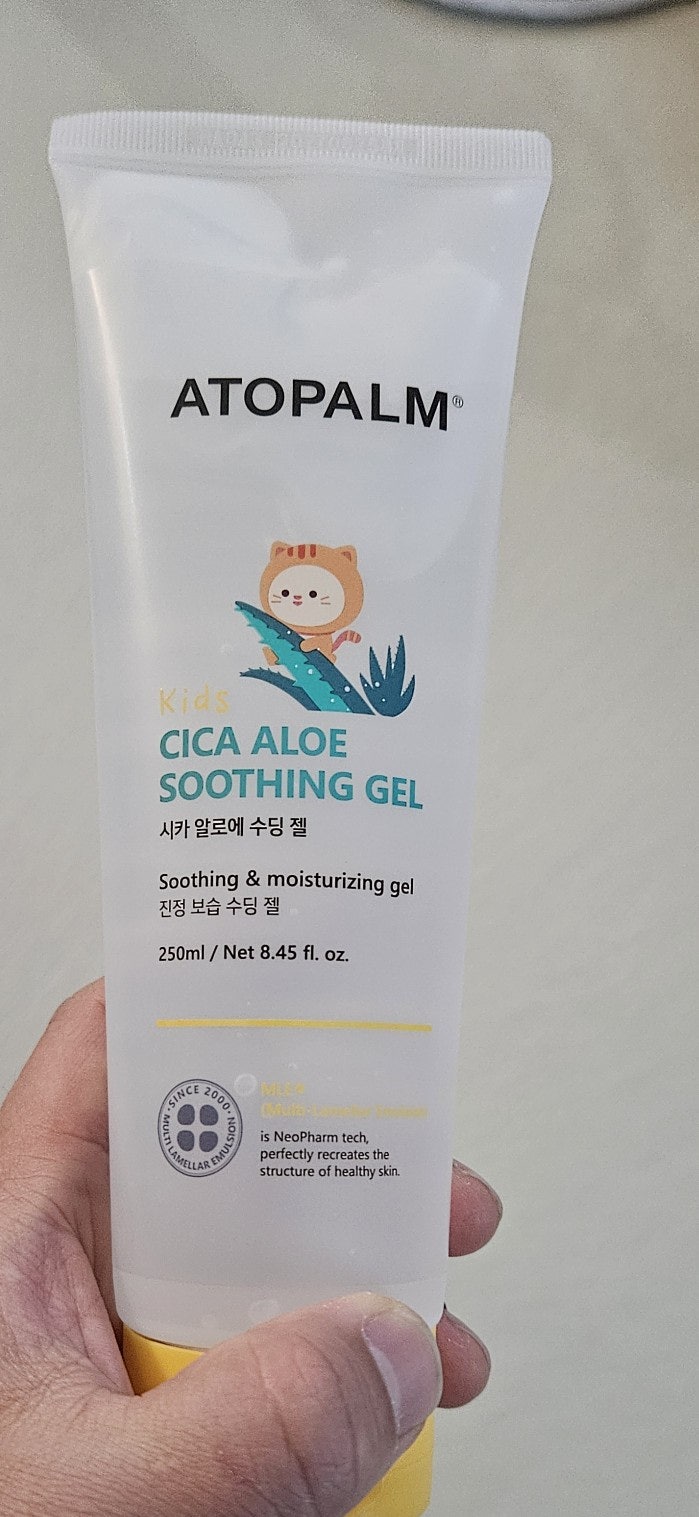 ATOPALM®
Kids
CICA ALOE
SOOTHING GEL
시카 알로에 수딩 젤
Soothing & moisturizing gel
진정 보습 수딩 젤
250ml / Net 8.45 fl. oz.
·SINCE 2000·
MULTI LAMELLAR EMULSION
(Multi
is NeoPharm tech,
perfectly recreates the
structure of healthy skin.